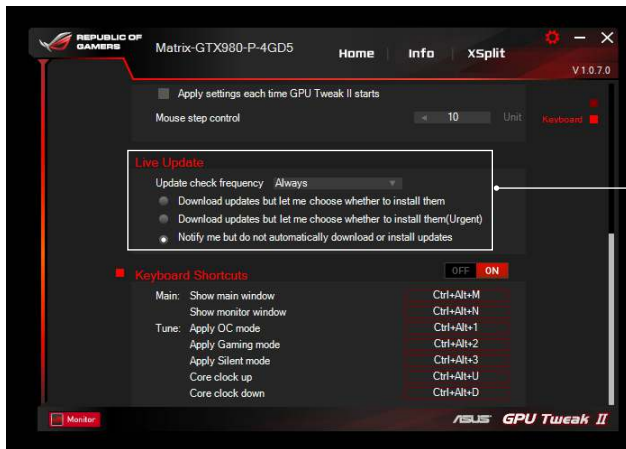 REPUBLIC OF
GAMERS
Matrix-GTX980-P-4GD5
Home Info XSplit
V 1.0.7.0
Apply settings each time GPU Tweak II starts
Mouse step control 10 Unit
Keyboard
Live Update
Update check frequency Always
Download updates but let me choose whether to install them
Download updates but let me choose whether to install them(Urgent)
Notify me but do not automatically download or install updates
Keyboard Shortcuts OFF ON
Main: Show main window Ctrl+Alt+M
Show monitor window Ctrl+Alt+N
Tune: Apply OC mode Ctrl+Alt+1
Apply Gaming mode Ctrl+Alt+2
Apply Silent mode Ctrl+Alt+3
Core clock up Ctrl+Alt+U
Core clock down Ctrl+Alt+D
Monitor
ASUS GPU Tweak II